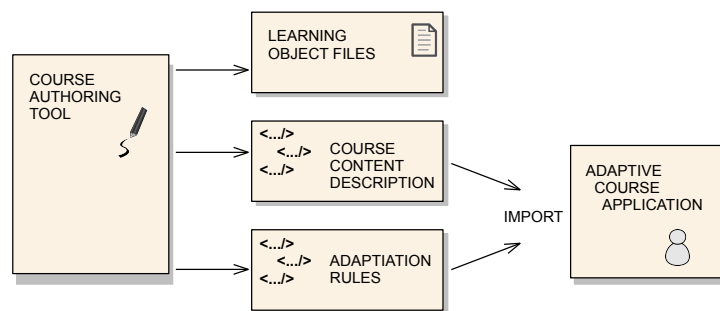 COURSE
AUTHORING
TOOL
LEARNING
OBJECT FILES
<.../>
<.../>
<.../>
COURSE
CONTENT
DESCRIPTION
<.../>
<.../>
<.../>
ADAPTIATION
RULES
IMPORT
ADAPTIVE
COURSE
APPLICATION